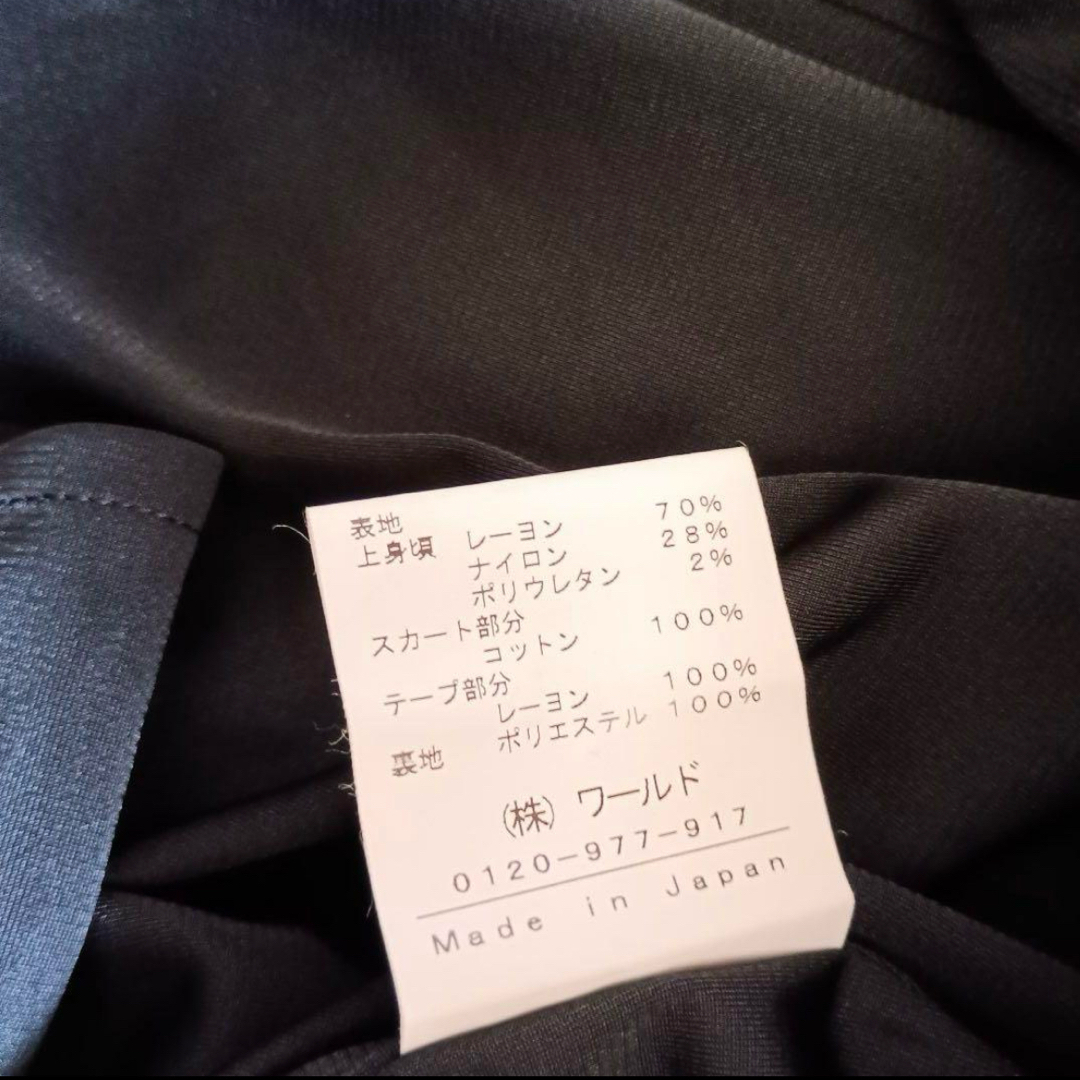 表地
上身頃 レーヨン 70%
ナイロン 28%
ポリウレタン 2%
スカート部分
コットン 100%
テープ部分
レーヨン 100%
裏地 ポリエステル 100%
(株) ワールド
0120-977-917
Made in Japan